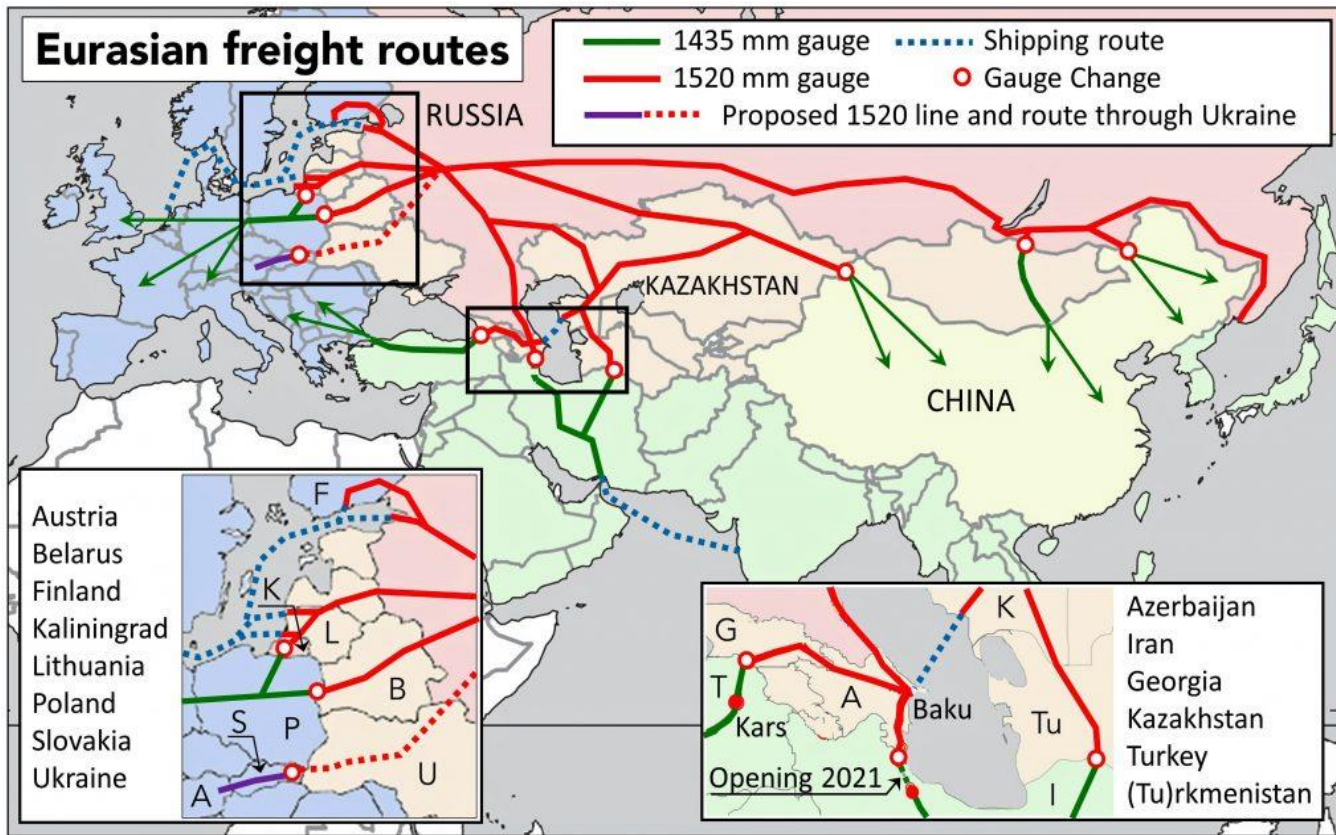 Eurasian freight routes
1435 mm gauge
Shipping route
1520 mm gauge
Gauge Change
Proposed 1520 line and route through Ukraine
RUSSIA
KAZAKHSTAN
CHINA
Austria
Belarus
Finland
Kaliningrad
Lithuania
Poland
Slovakia
Ukraine
F
K
L
B
S
P
A
U
G
K
T
A
Baku
Tu
Kars
Opening 2021
I
Azerbaijan
Iran
Georgia
Kazakhstan
Turkey
(Tu)rkmenistan